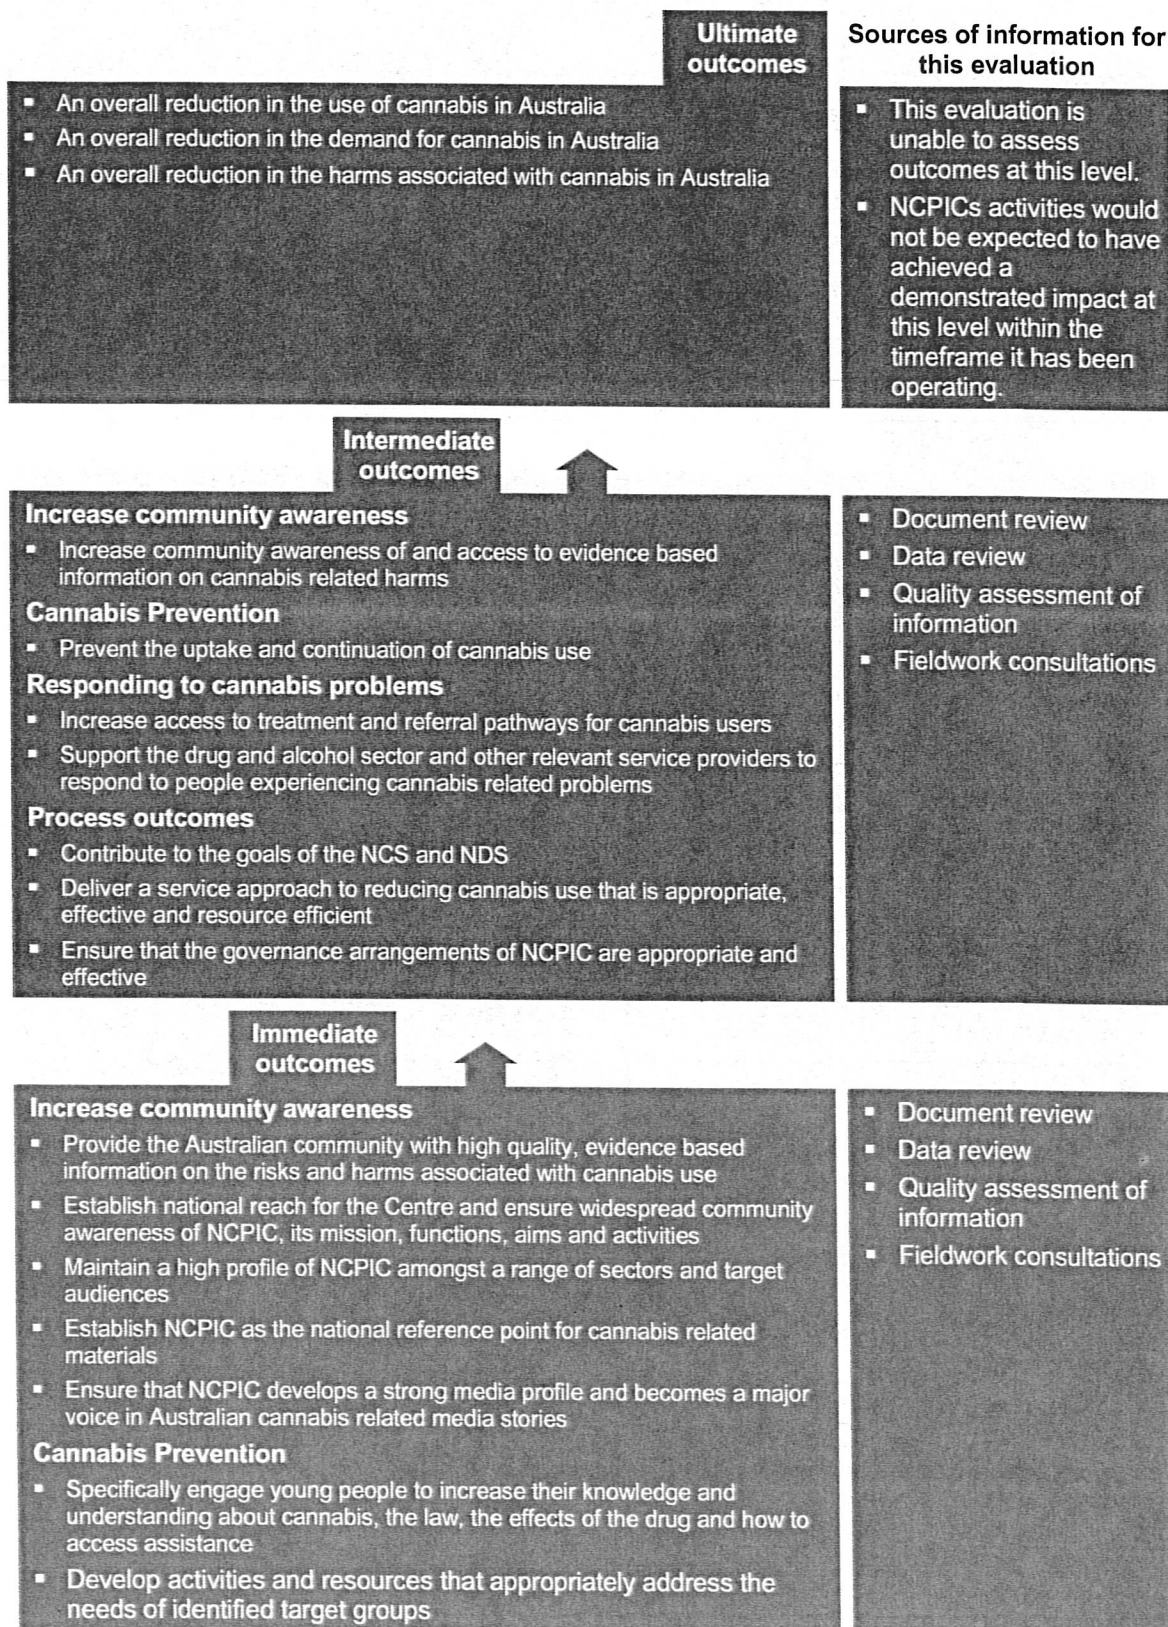 Ultimate
outcomes
Sources of information for
this evaluation
▪ An overall reduction in the use of cannabis in Australia
▪ An overall reduction in the demand for cannabis in Australia
▪ An overall reduction in the harms associated with cannabis in Australia
▪ This evaluation is
unable to assess
outcomes at this level.
▪ NCPICs activities would
not be expected to have
achieved a
demonstrated impact at
this level within the
timeframe it has been
operating.
Intermediate
outcomes
Increase community awareness
▪ Increase community awareness of and access to evidence based
information on cannabis related harms
Cannabis Prevention
▪ Prevent the uptake and continuation of cannabis use
Responding to cannabis problems
▪ Increase access to treatment and referral pathways for cannabis users
▪ Support the drug and alcohol sector and other relevant service providers to
respond to people experiencing cannabis related problems
Process outcomes
▪ Contribute to the goals of the NCS and NDS
▪ Deliver a service approach to reducing cannabis use that is appropriate,
effective and resource efficient
▪ Ensure that the governance arrangements of NCPIC are appropriate and
effective
▪ Document review
▪ Data review
▪ Quality assessment of
information
▪ Fieldwork consultations
Immediate
outcomes
Increase community awareness
▪ Provide the Australian community with high quality, evidence based
information on the risks and harms associated with cannabis use
▪ Establish national reach for the Centre and ensure widespread community
awareness of NCPIC, its mission, functions, aims and activities
▪ Maintain a high profile of NCPIC amongst a range of sectors and target
audiences
▪ Establish NCPIC as the national reference point for cannabis related
materials
▪ Ensure that NCPIC develops a strong media profile and becomes a major
voice in Australian cannabis related media stories
Cannabis Prevention
▪ Specifically engage young people to increase their knowledge and
understanding about cannabis, the law, the effects of the drug and how to
access assistance
▪ Develop activities and resources that appropriately address the
needs of identified target groups
▪ Document review
▪ Data review
▪ Quality assessment of
information
▪ Fieldwork consultations